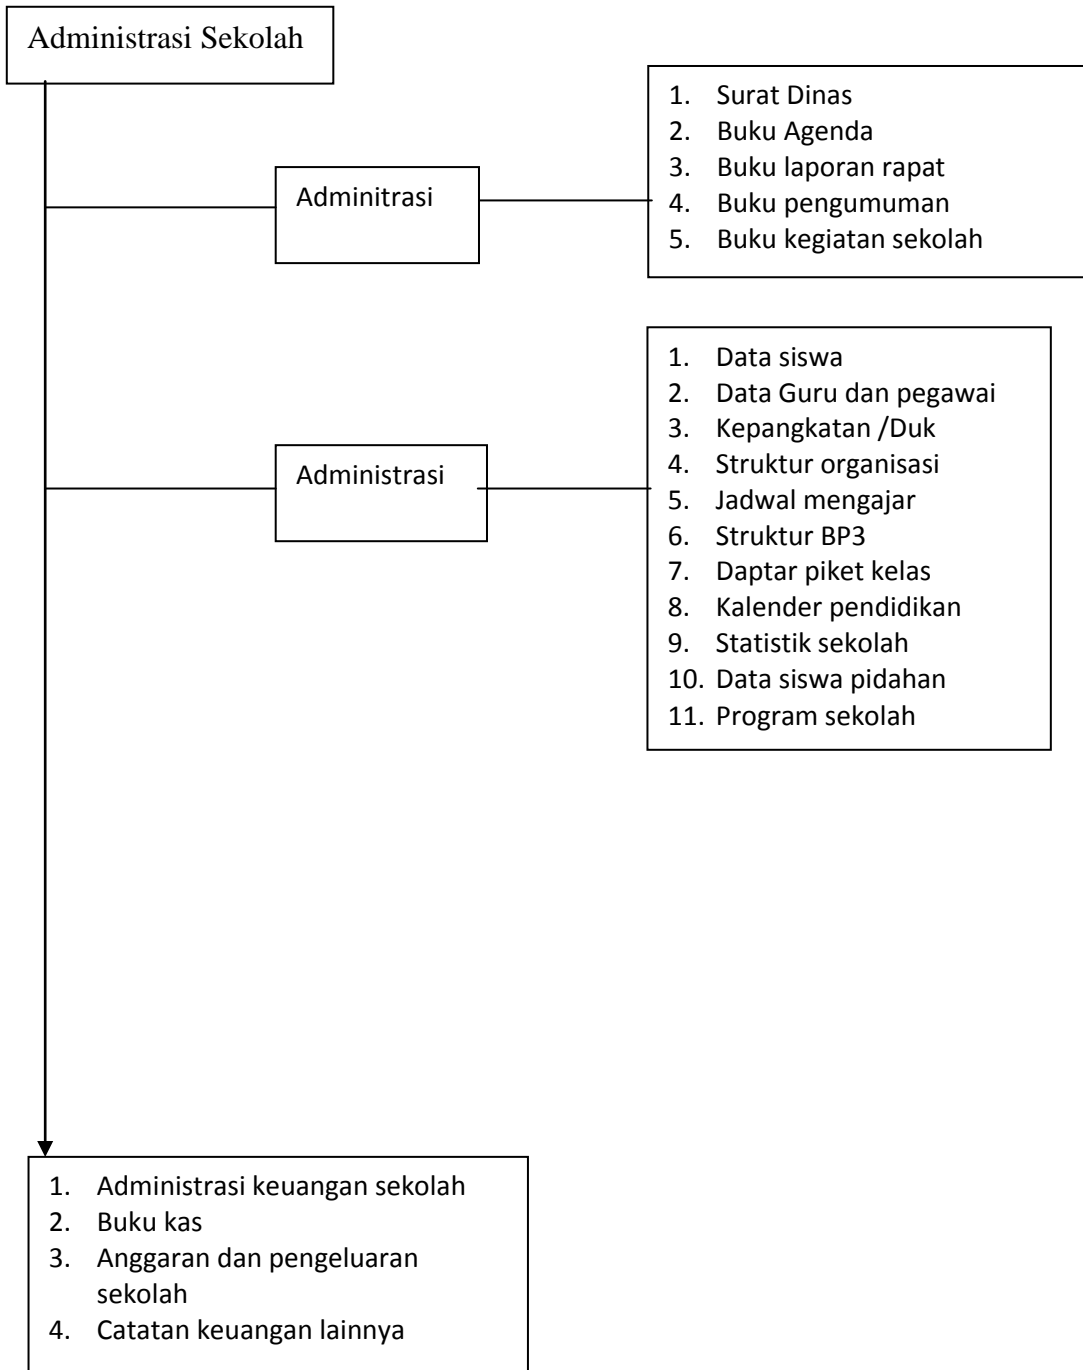 Administrasi Sekolah
Adminitrasi
1. Surat Dinas
2. Buku Agenda
3. Buku laporan rapat
4. Buku pengumuman
5. Buku kegiatan sekolah
Administrasi
1. Data siswa
2. Data Guru dan pegawai
3. Kepangkatan /Duk
4. Struktur organisasi
5. Jadwal mengajar
6. Struktur BP3
7. Daptar piket kelas
8. Kalender pendidikan
9. Statistik sekolah
10. Data siswa pidahan
11. Program sekolah
1. Administrasi keuangan sekolah
2. Buku kas
3. Anggaran dan pengeluaran
sekolah
4. Catatan keuangan lainnya